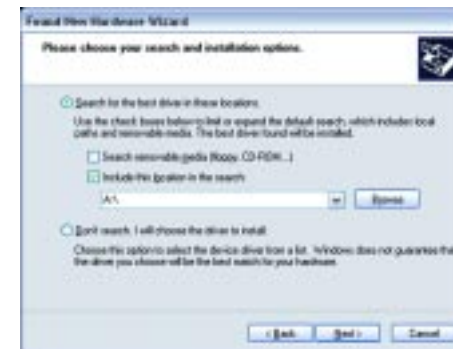 Found New Hardware Wizard
Please choose your search and installation options.
Search for the best driver in these locations.
Use the check boxes below to limit or expand the default search, which includes local
paths and removable media. The best driver found will be installed.
Search removable media (floppy, CD-ROM...)
Include this location in the search:
A:\
Browse
Don't search. I will choose the driver to install.
Choose this option to select the device driver from a list. Windows does not guarantee that
the driver you choose will be the best match for your hardware.
< Back
Next >
Cancel